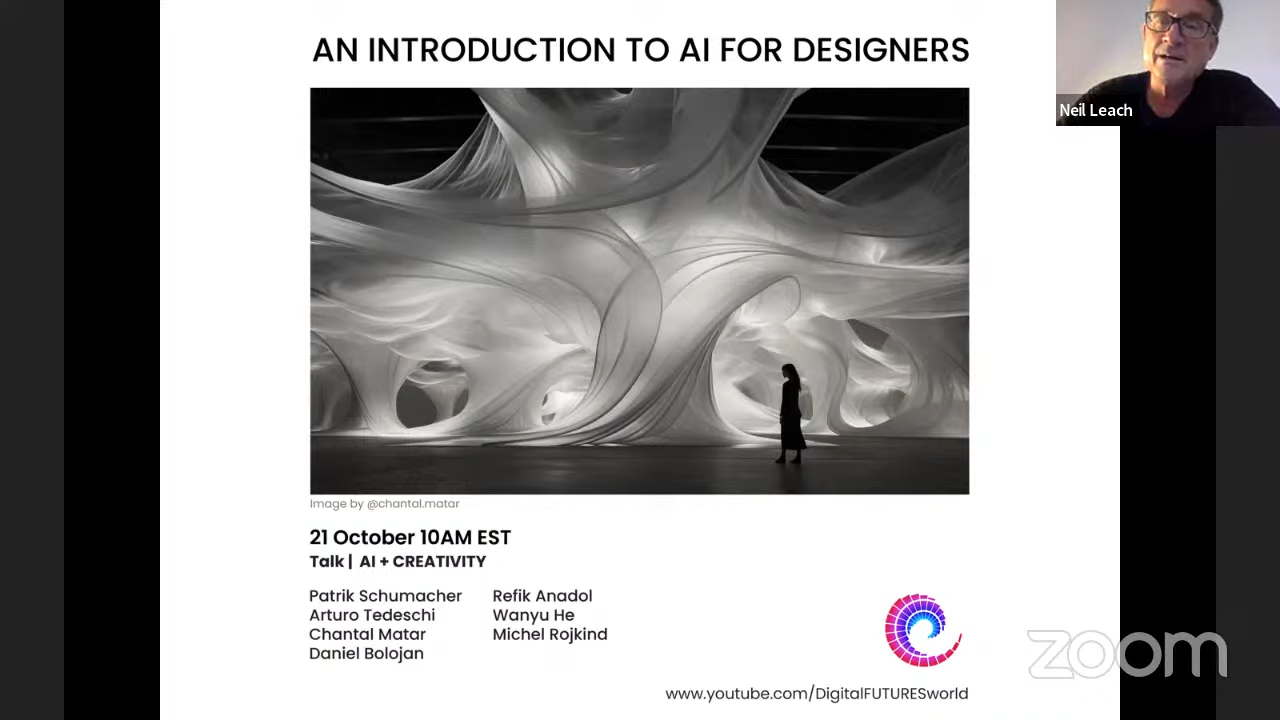 AN INTRODUCTION TO AI FOR DESIGNERS
Neil Leach
Image by @chantal.matar
21 October 10AM EST
Talk | AI + CREATIVITY
Patrik Schumacher
Arturo Tedeschi
Chantal Matar
Daniel Bolojan
Refik Anadol
Wanyu He
Michel Rojkind
www.youtube.com/DigitalFUTURESworld
zoom